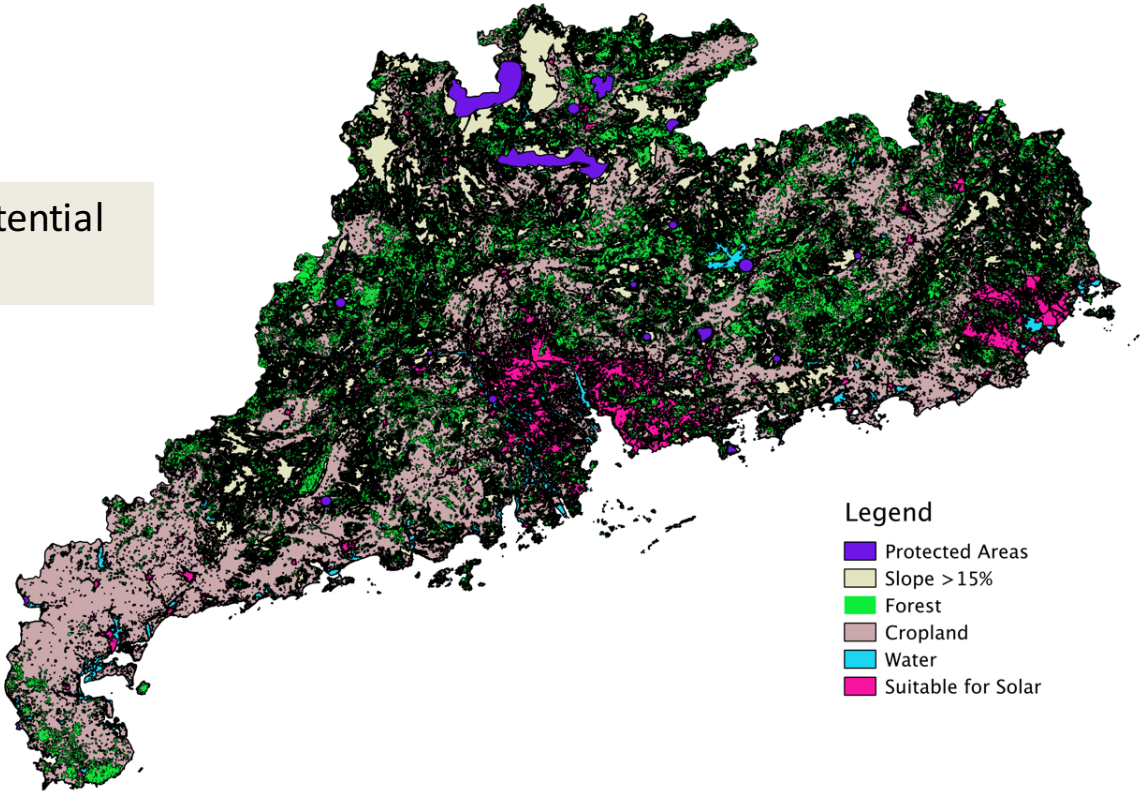 tential
Legend
Protected Areas
Slope >15%
Forest
Cropland
Water
Suitable for Solar